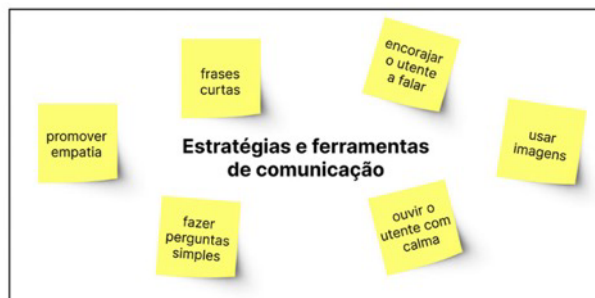 frases
curtas
encorajar
o utente
a falar
promover
empatia
Estratégias e ferramentas
de comunicação
usar
imagens
fazer
perguntas
simples
ouvir o
utente com
calma